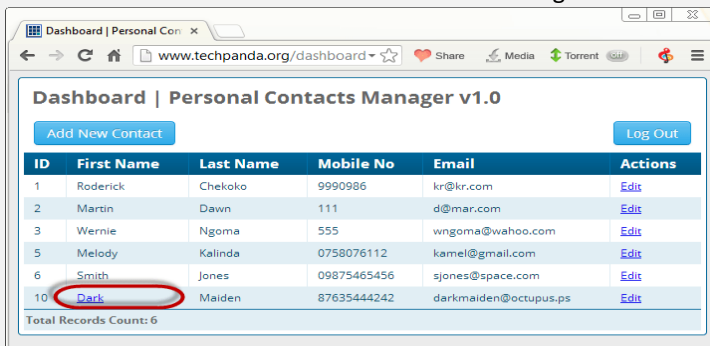 Dashboard | Personal Con ×
www.techpanda.org/dashboard Share Media Torrent
Dashboard | Personal Contacts Manager v1.0
Add New Contact Log Out
ID First Name Last Name Mobile No Email Actions
1 Roderick Chekoko 9990986 kr@kr.com Edit
2 Martin Dawn 111 d@mar.com Edit
3 Wernie Ngoma 555 wngoma@wahoo.com Edit
5 Melody Kalinda 0758076112 kamel@gmail.com Edit
6 Smith Jones 09875465456 sjones@space.com Edit
10 Dark Maiden 87635444242 darkmaiden@octupus.ps Edit
Total Records Count: 6